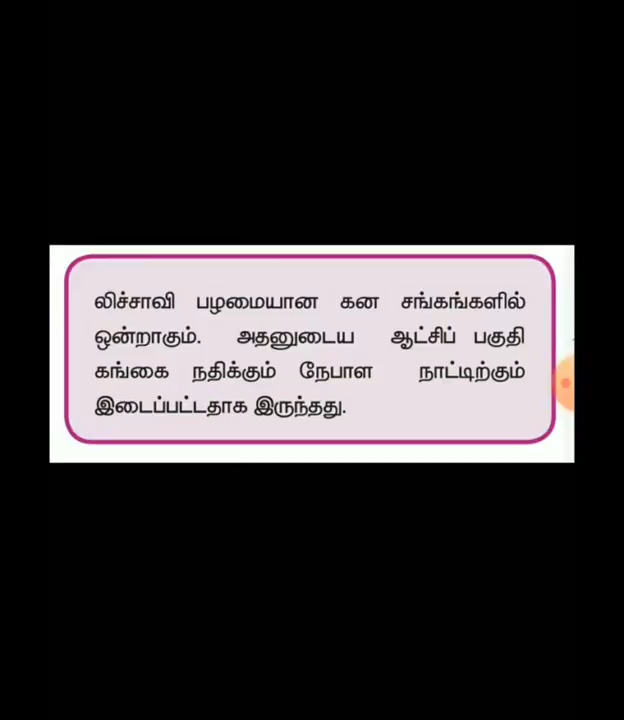 லிச்சாவி பழமையான கன சங்கங்களில்
ஒன்றாகும். அதனுடைய ஆட்சிப் பகுதி
கங்கை நதிக்கும் நேபாள நாட்டிற்கும்
இடைப்பட்டதாக இருந்தது.